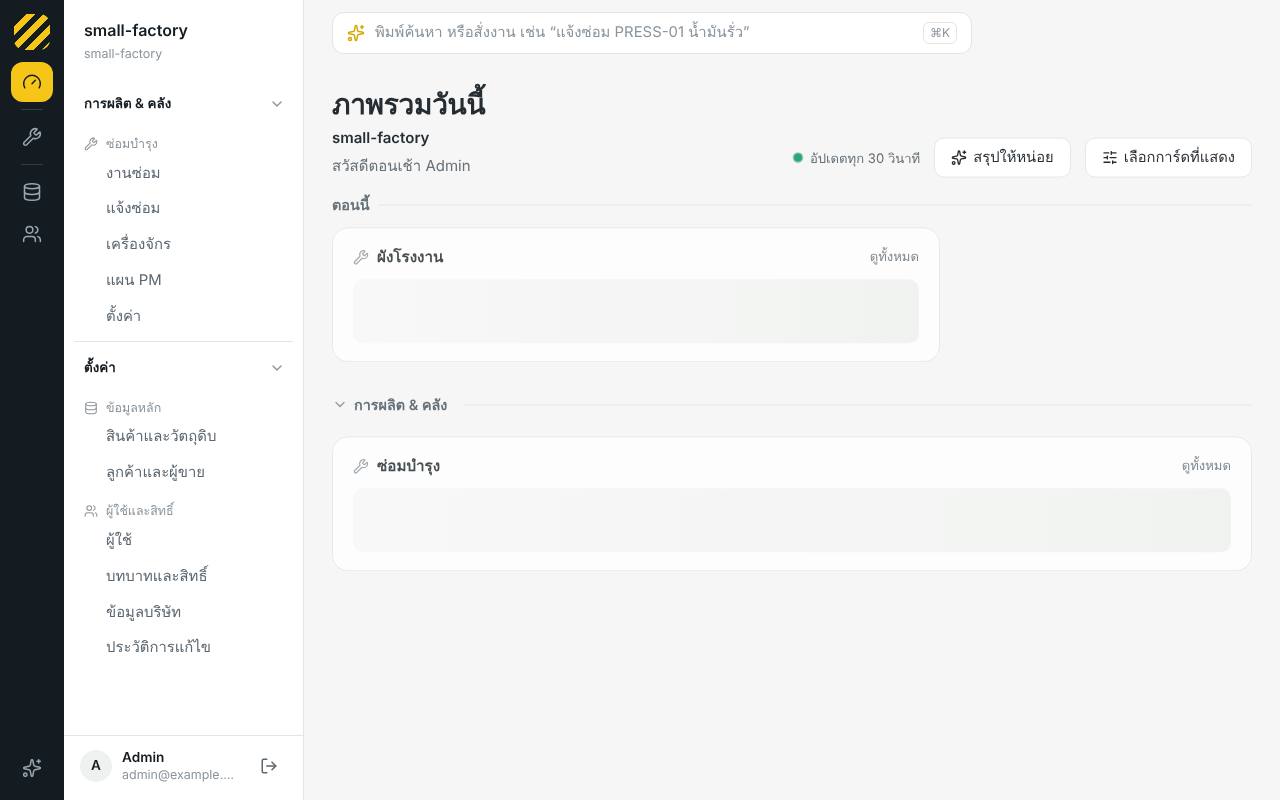 small-factory
small-factory
การผลิต & คลัง
ซ่อมบำรุง
งานซ่อม
แจ้งซ่อม
เครื่องจักร
แผน PM
ตั้งค่า
ตั้งค่า
ข้อมูลหลัก
สินค้าและวัตถุดิบ
ลูกค้าและผู้ขาย
ผู้ใช้และสิทธิ์
ผู้ใช้
บทบาทและสิทธิ์
ข้อมูลบริษัท
ประวัติการแก้ไข
A
Admin
admin@example....
พิมพ์ค้นหา หรือสั่งงาน เช่น “แจ้งซ่อม PRESS-01 น้ำมันรั่ว”
⌘K
ภาพรวมวันนี้
small-factory
สวัสดีตอนเช้า Admin
อัปเดตทุก 30 วินาที
สรุปให้หน่อย
เลือกการ์ดที่แสดง
ตอนนี้
ผังโรงงาน
ดูทั้งหมด
การผลิต & คลัง
ซ่อมบำรุง
ดูทั้งหมด